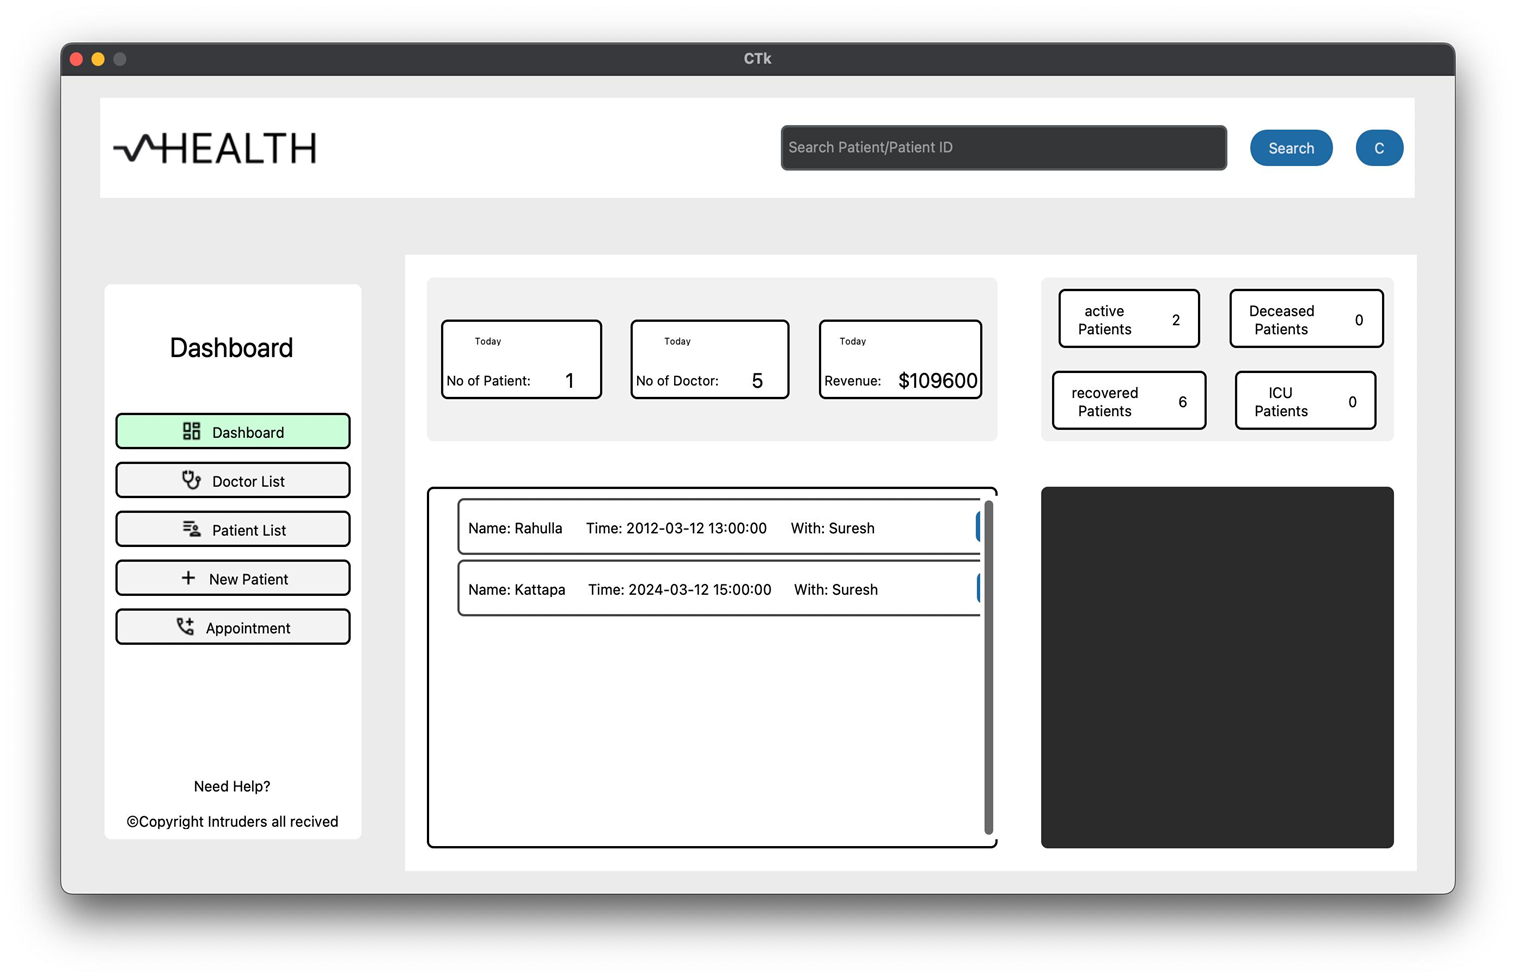 CTk
HEALTH
Search Patient/Patient ID
Search
C
Dashboard
Dashboard
Doctor List
Patient List
New Patient
Appointment
Need Help?
©Copyright Intruders all recived
Today
No of Patient: 1
Today
No of Doctor: 5
Today
Revenue: $109600
active
Patients 2
Deceased
Patients 0
recovered
Patients 6
ICU
Patients 0
Name: Rahulla Time: 2012-03-12 13:00:00 With: Suresh
Name: Kattapa Time: 2024-03-12 15:00:00 With: Suresh